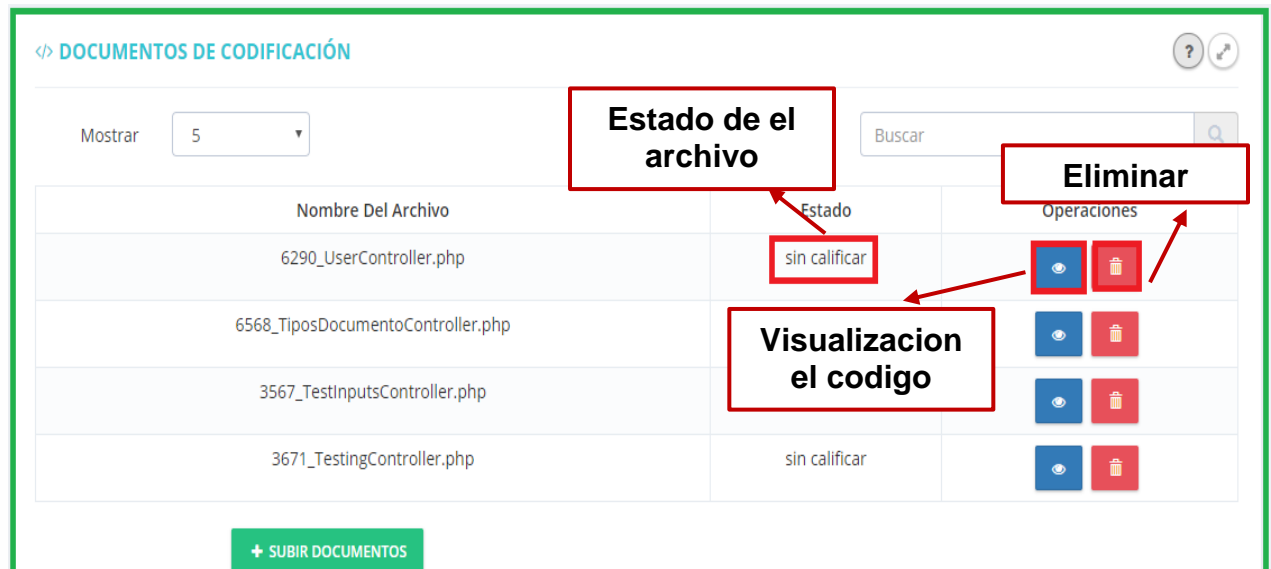 </> DOCUMENTOS DE CODIFICACIÓN
?
Estado de el
archivo
Mostrar 5
Buscar
Eliminar
Nombre Del Archivo Estado Operaciones
6290_UserController.php sin calificar
6568_TiposDocumentoController.php
Visualizacion
el codigo
3567_TestInputsController.php
3671_TestingController.php sin calificar
+ SUBIR DOCUMENTOS